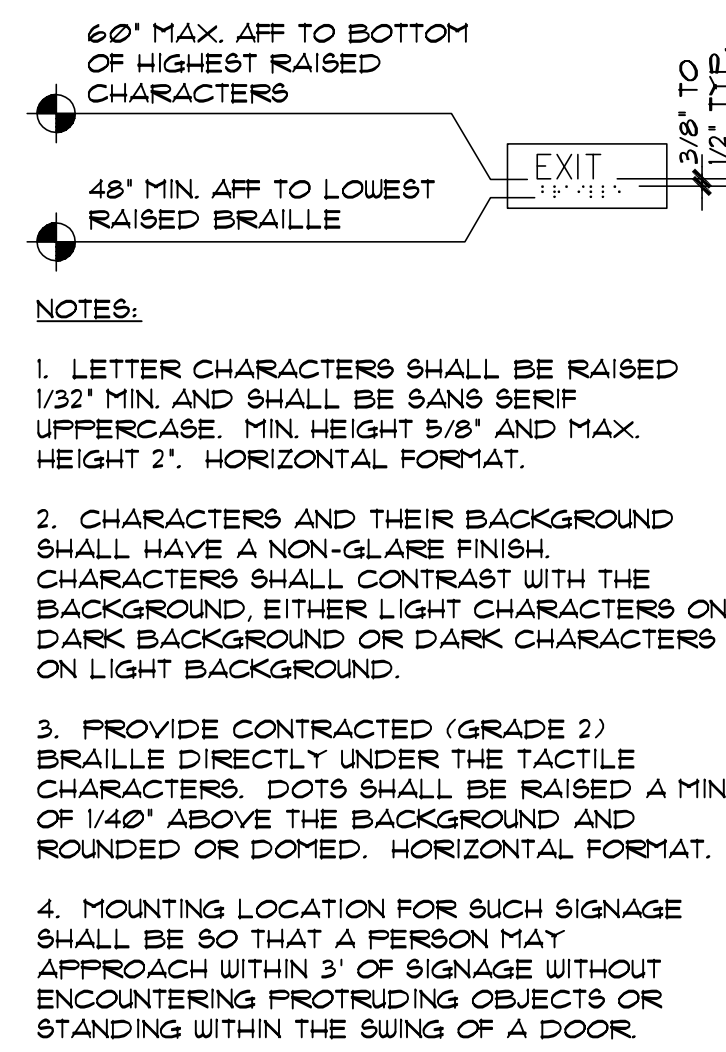 60" MAX. AFF TO BOTTOM
OF HIGHEST RAISED
CHARACTERS
3/8" TO
1/2" TYP.
EXIT
48" MIN. AFF TO LOWEST
RAISED BRAILLE
NOTES:
1. LETTER CHARACTERS SHALL BE RAISED
1/32" MIN. AND SHALL BE SANS SERIF
UPPERCASE. MIN. HEIGHT 5/8" AND MAX.
HEIGHT 2". HORIZONTAL FORMAT.
2. CHARACTERS AND THEIR BACKGROUND
SHALL HAVE A NON-GLARE FINISH.
CHARACTERS SHALL CONTRAST WITH THE
BACKGROUND, EITHER LIGHT CHARACTERS ON
DARK BACKGROUND OR DARK CHARACTERS
ON LIGHT BACKGROUND.
3. PROVIDE CONTRACTED (GRADE 2)
BRAILLE DIRECTLY UNDER THE TACTILE
CHARACTERS. DOTS SHALL BE RAISED A MIN
OF 1/40" ABOVE THE BACKGROUND AND
ROUNDED OR DOMED. HORIZONTAL FORMAT.
4. MOUNTING LOCATION FOR SUCH SIGNAGE
SHALL BE SO THAT A PERSON MAY
APPROACH WITHIN 3' OF SIGNAGE WITHOUT
ENCOUNTERING PROTRUDING OBJECTS OR
STANDING WITHIN THE SWING OF A DOOR.